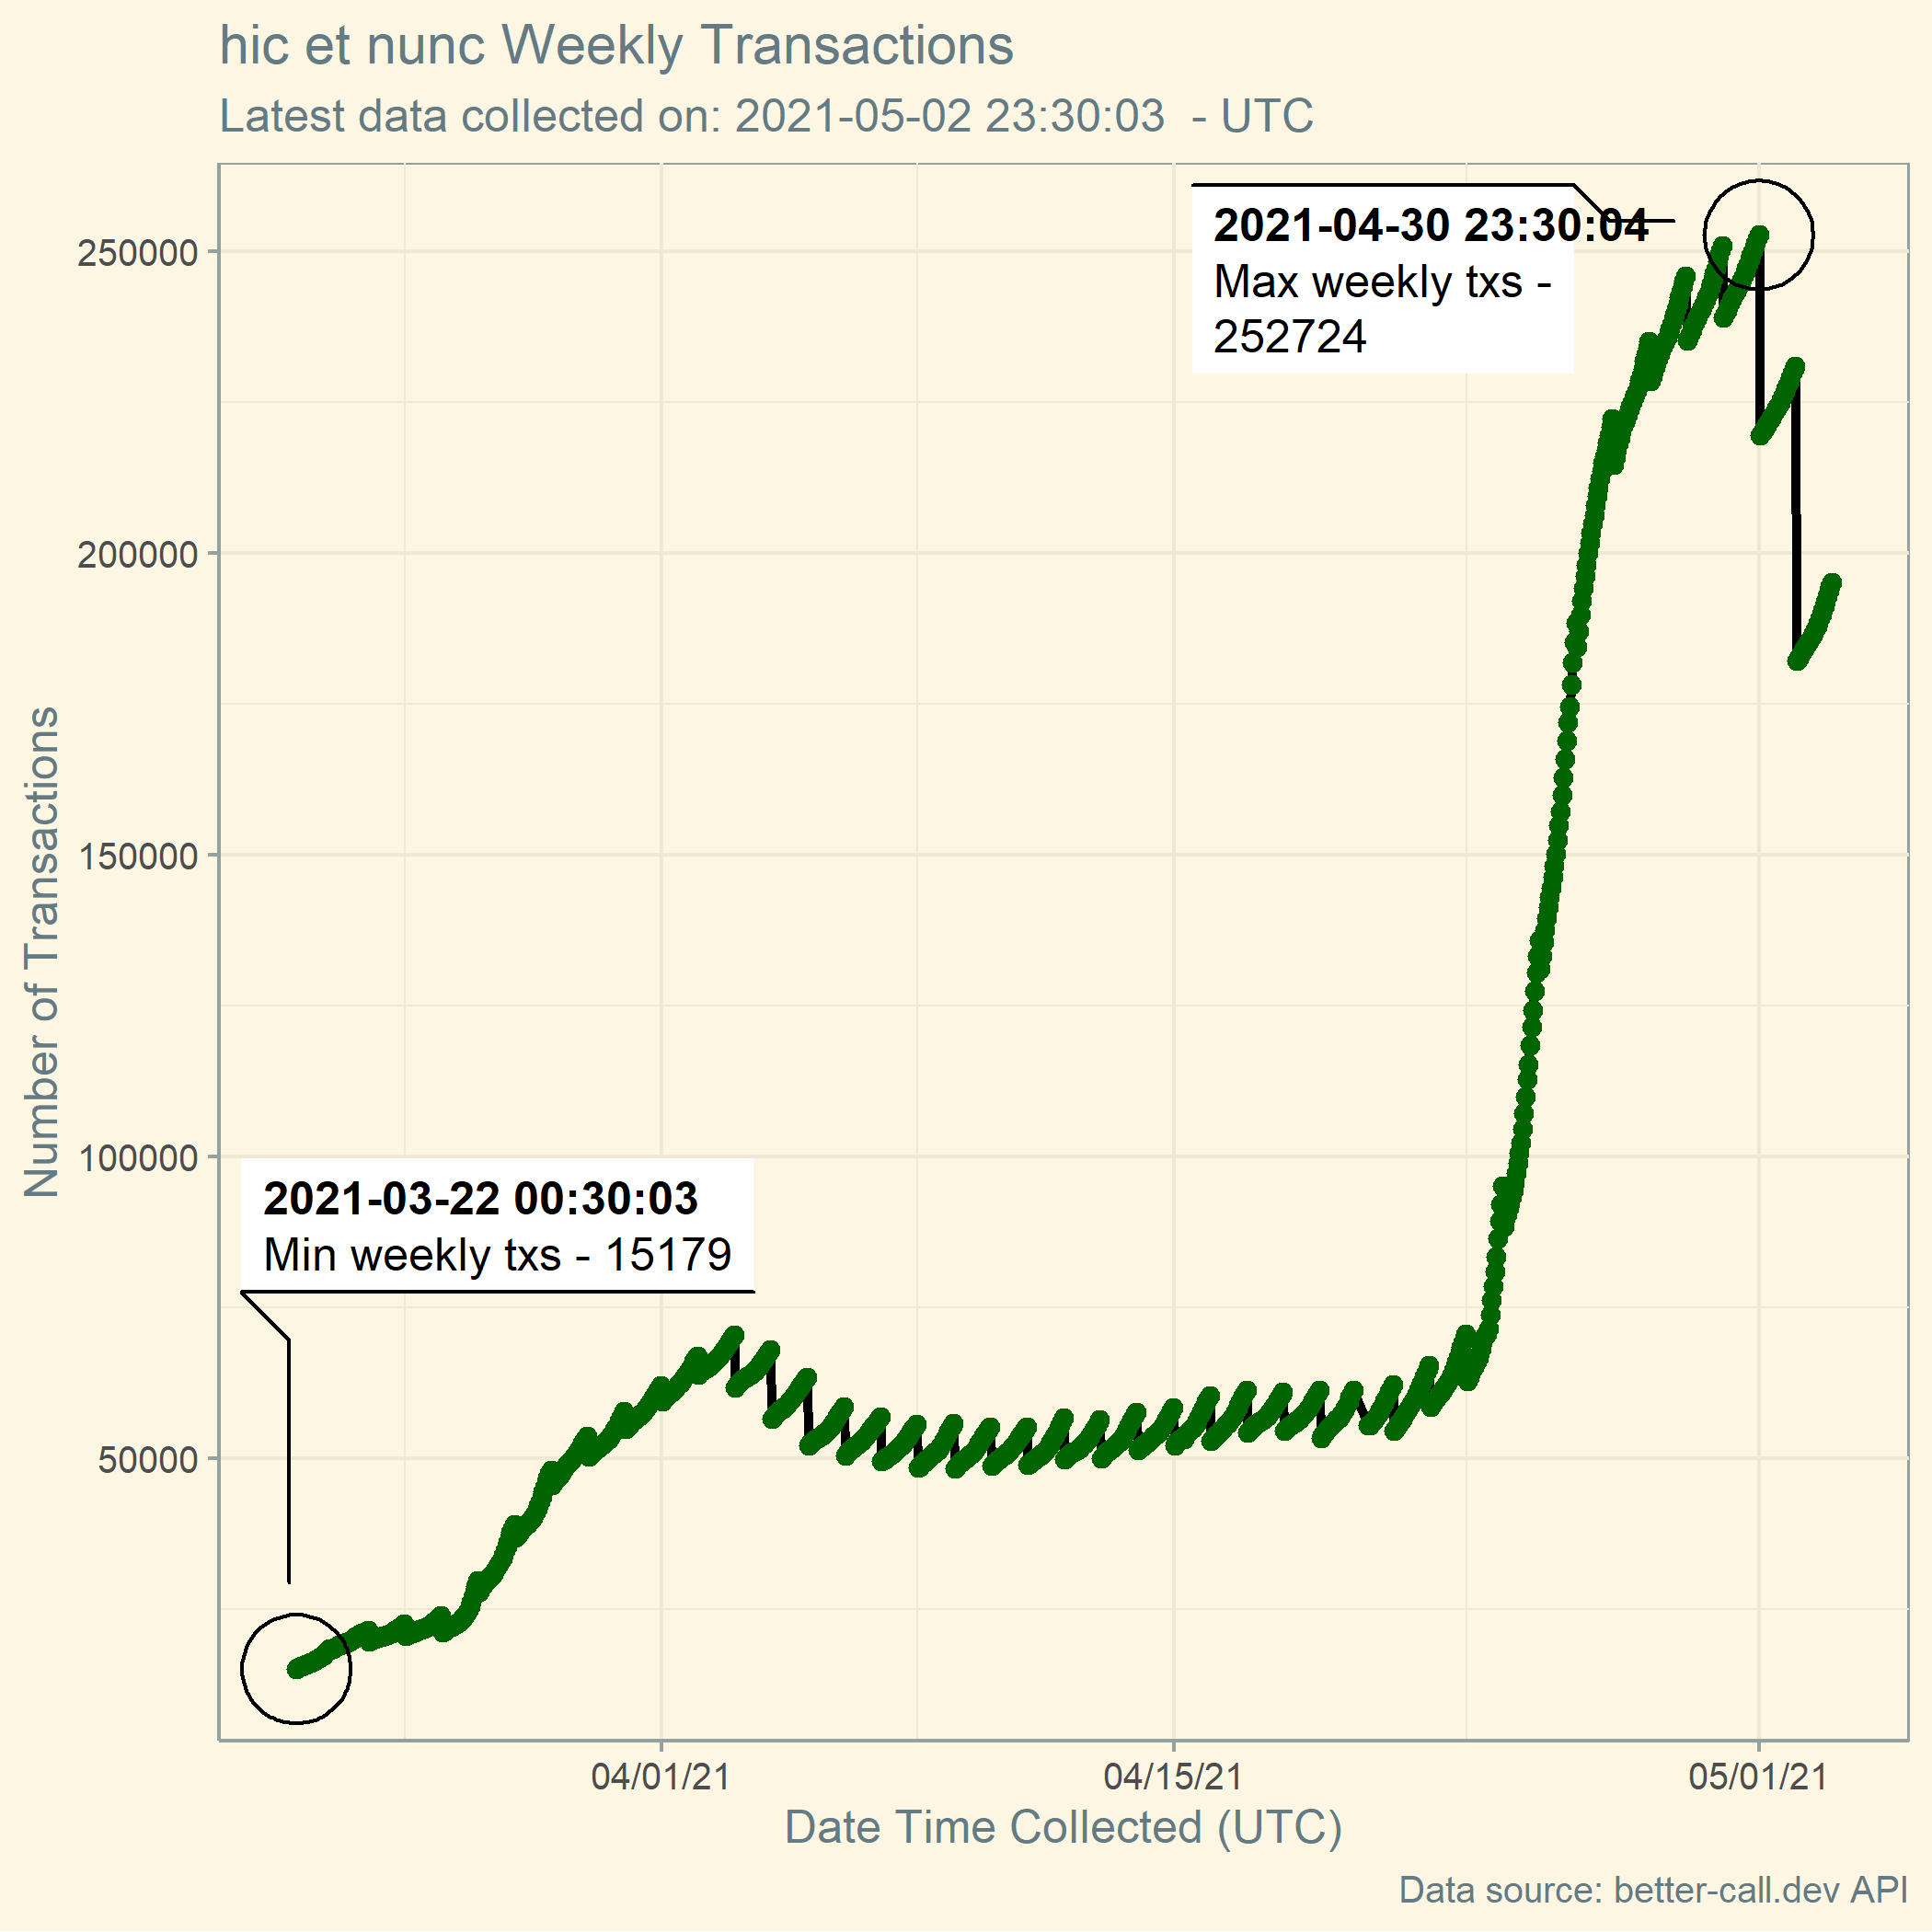 hic et nunc Weekly Transactions
Latest data collected on: 2021-05-02 23:30:03  - UTC
2021-04-30 23:30:04
Max weekly txs -
252724
250000
200000
150000
100000
50000
Number of Transactions
2021-03-22 00:30:03
Min weekly txs - 15179
04/01/21
04/15/21
05/01/21
Date Time Collected (UTC)
Data source: better-call.dev API